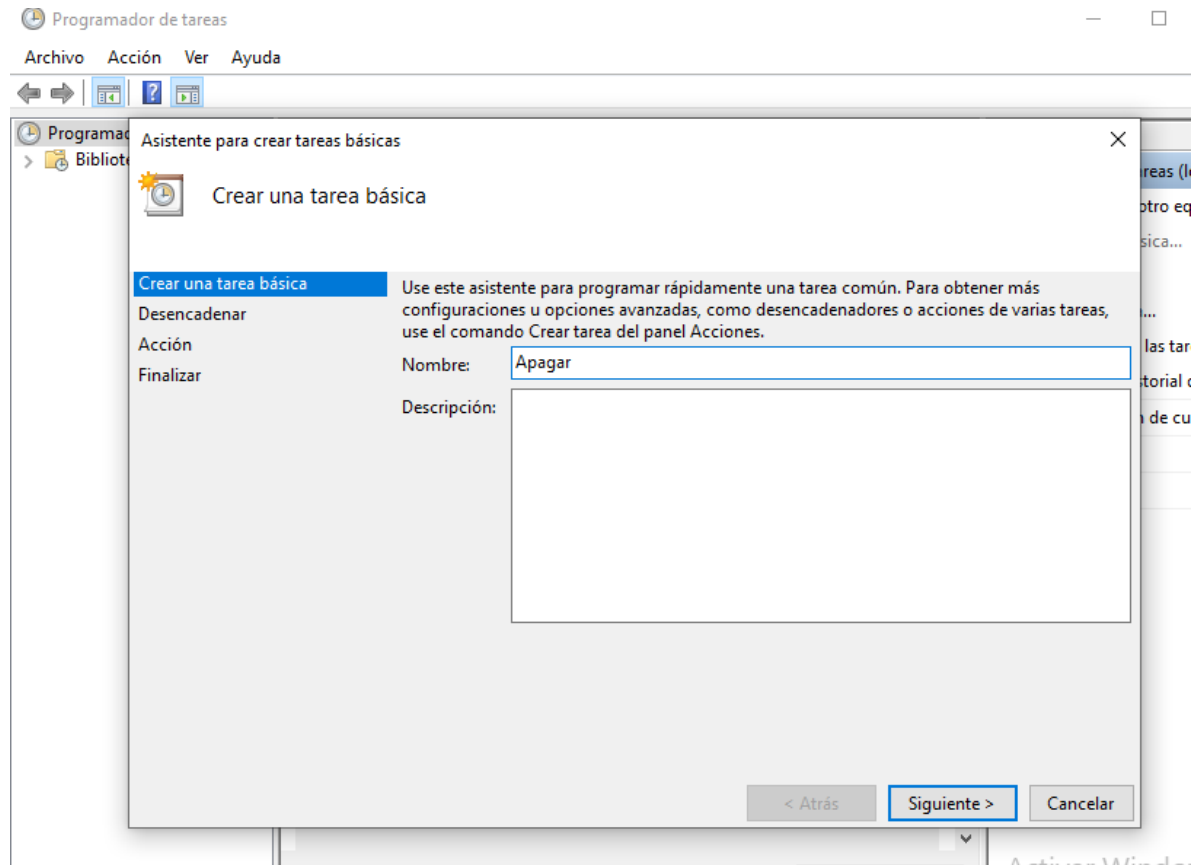 Programador de tareas
Archivo Acción Ver Ayuda
Asistente para crear tareas básicas
Crear una tarea básica
Crear una tarea básica
Desencadenar
Acción
Finalizar
Use este asistente para programar rápidamente una tarea común. Para obtener más
configuraciones u opciones avanzadas, como desencadenadores o acciones de varias tareas,
use el comando Crear tarea del panel Acciones.
Nombre: Apagar
Descripción:
< Atrás Siguiente > Cancelar
Programad
Bibliote
reas (l
otro eq
sica...
las tar
torial
de cu